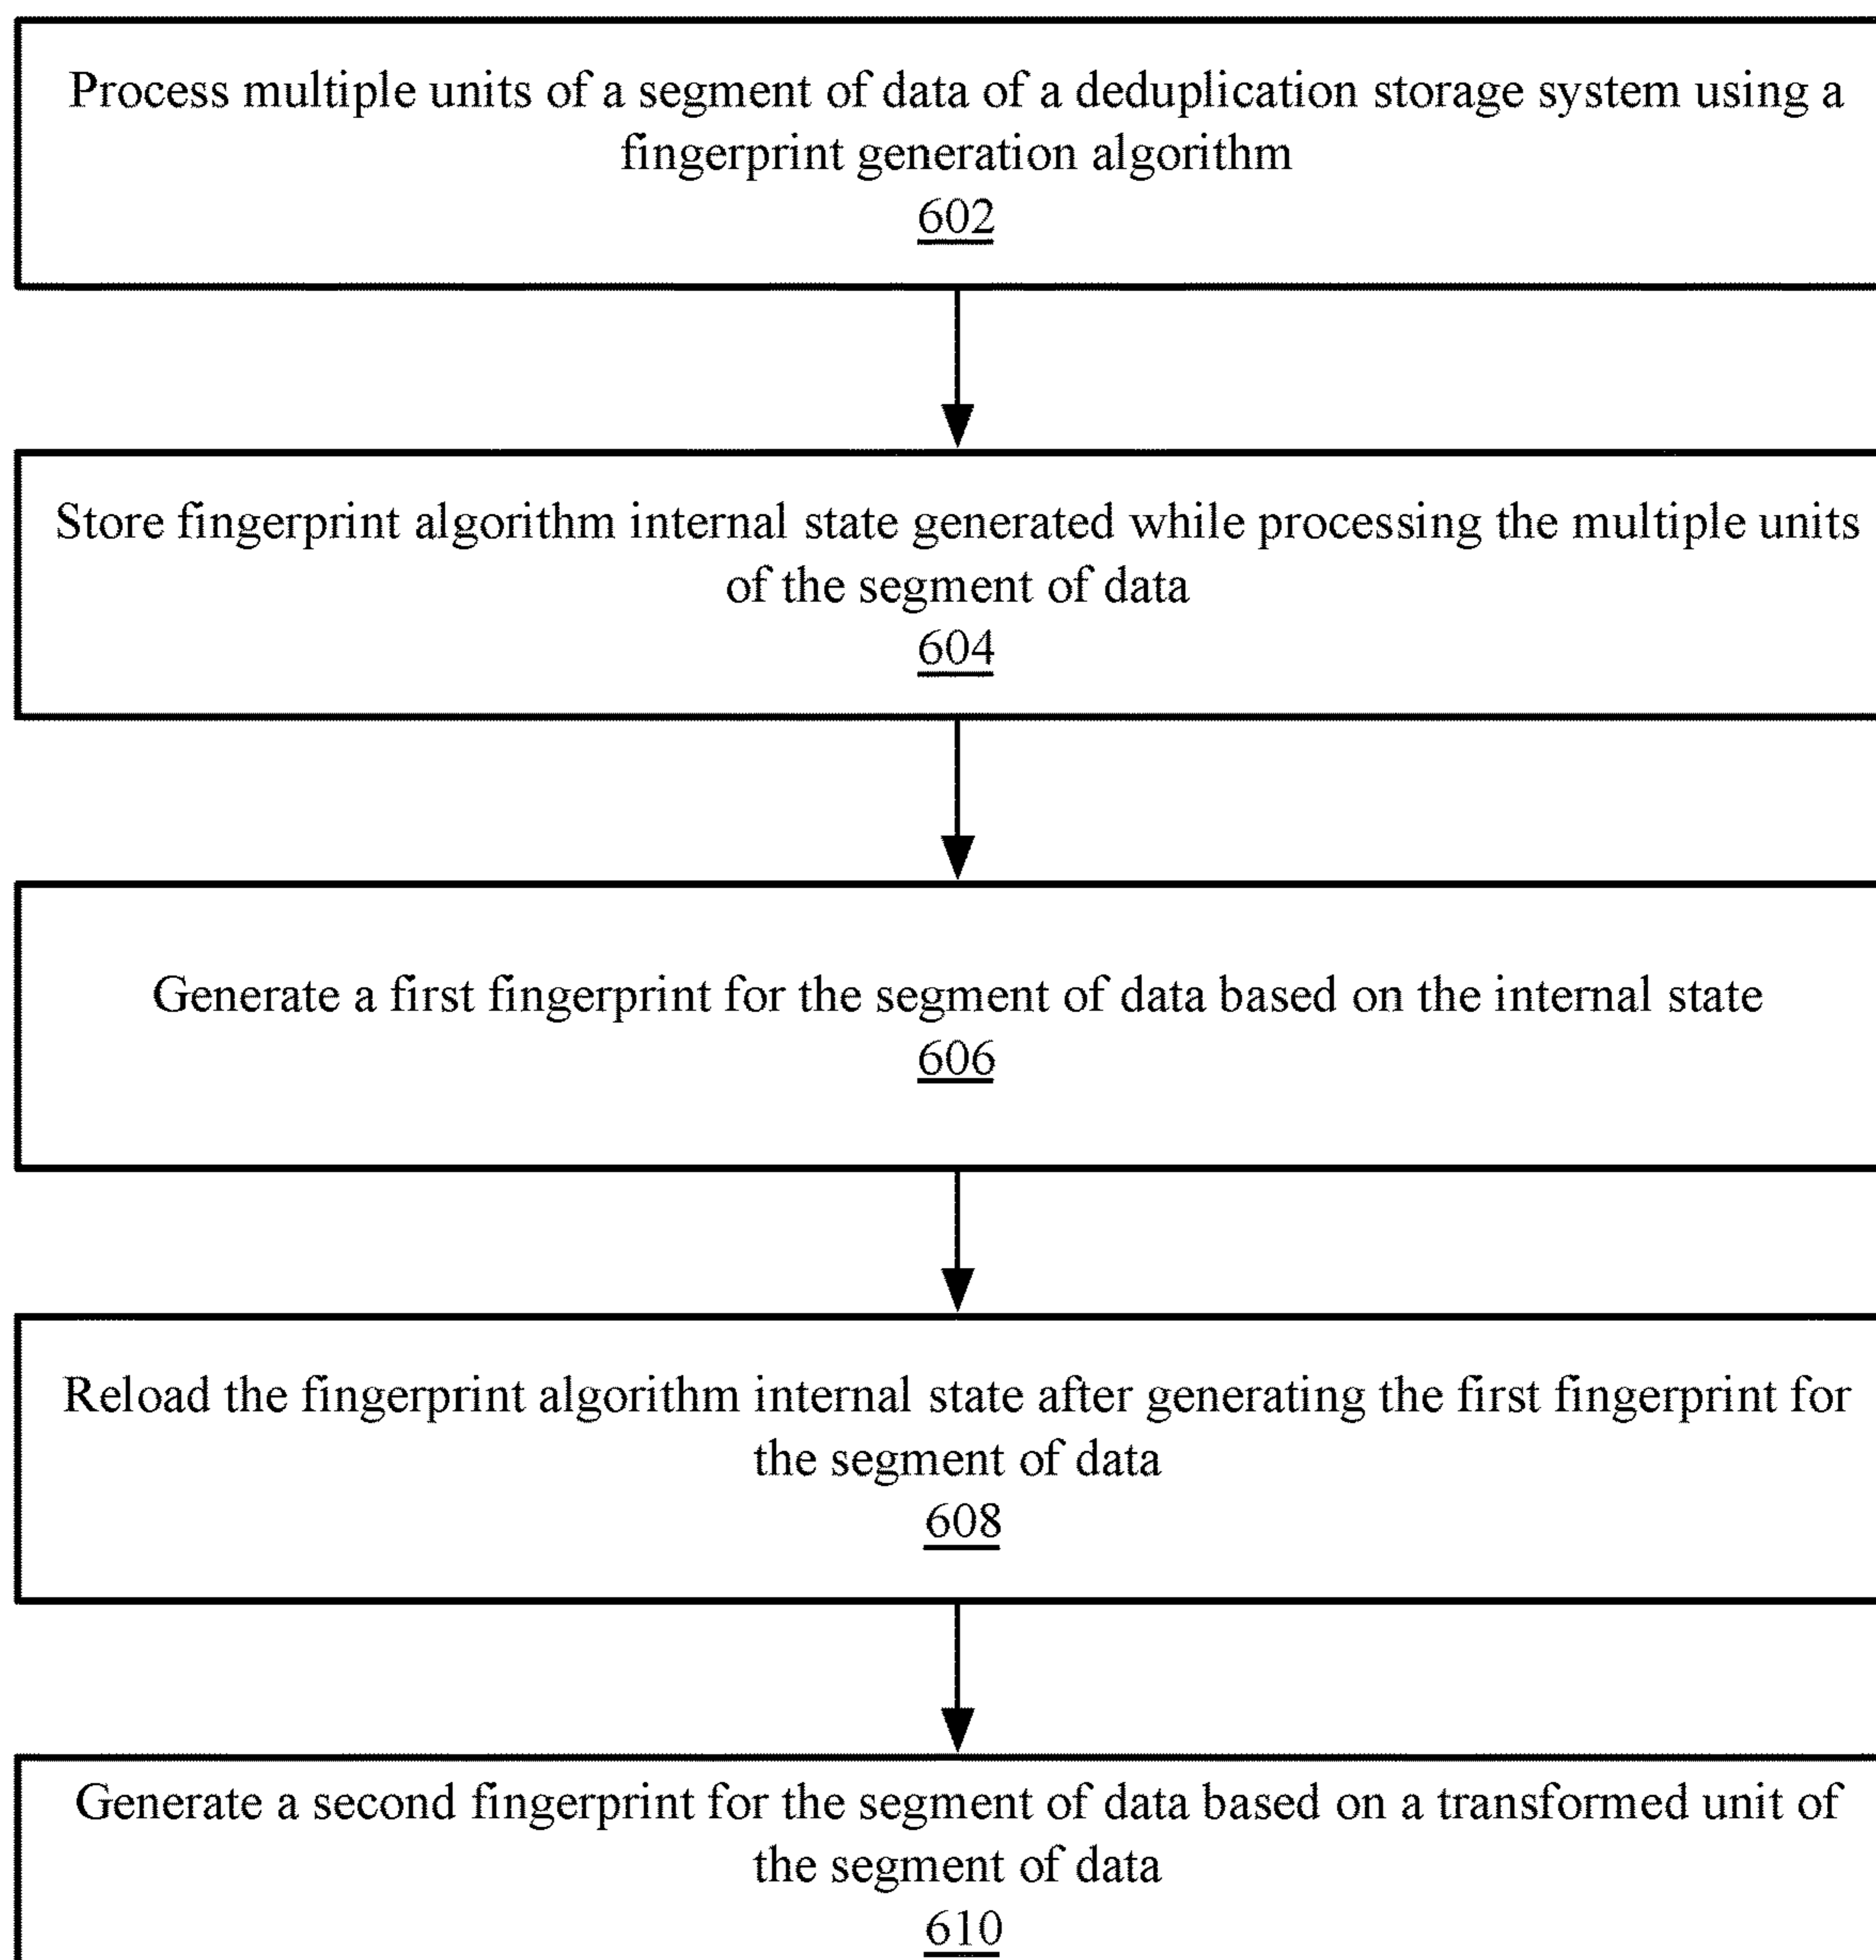 Process multiple units of a segment of data of a deduplication storage system using a
fingerprint generation algorithm
602
Store fingerprint algorithm internal state generated while processing the multiple units
of the segment of data
604
Generate a first fingerprint for the segment of data based on the internal state
606
Reload the fingerprint algorithm internal state after generating the first fingerprint for
the segment of data
608
Generate a second fingerprint for the segment of data based on a transformed unit of
the segment of data
610